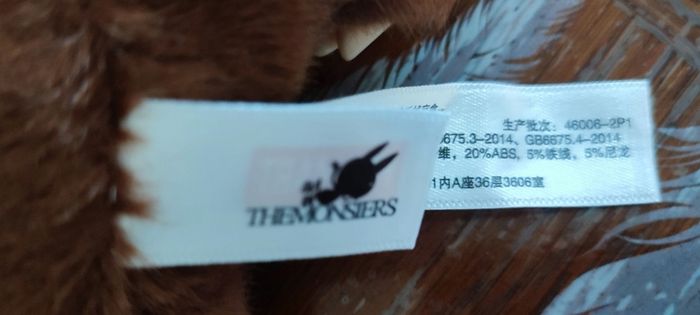 THEMONSTERS
生产批次: 46006-2P1
6675.3-2014、GB6675.4-2014
维, 20%ABS, 5%铁线, 5%尼龙
1内A座36层3606室